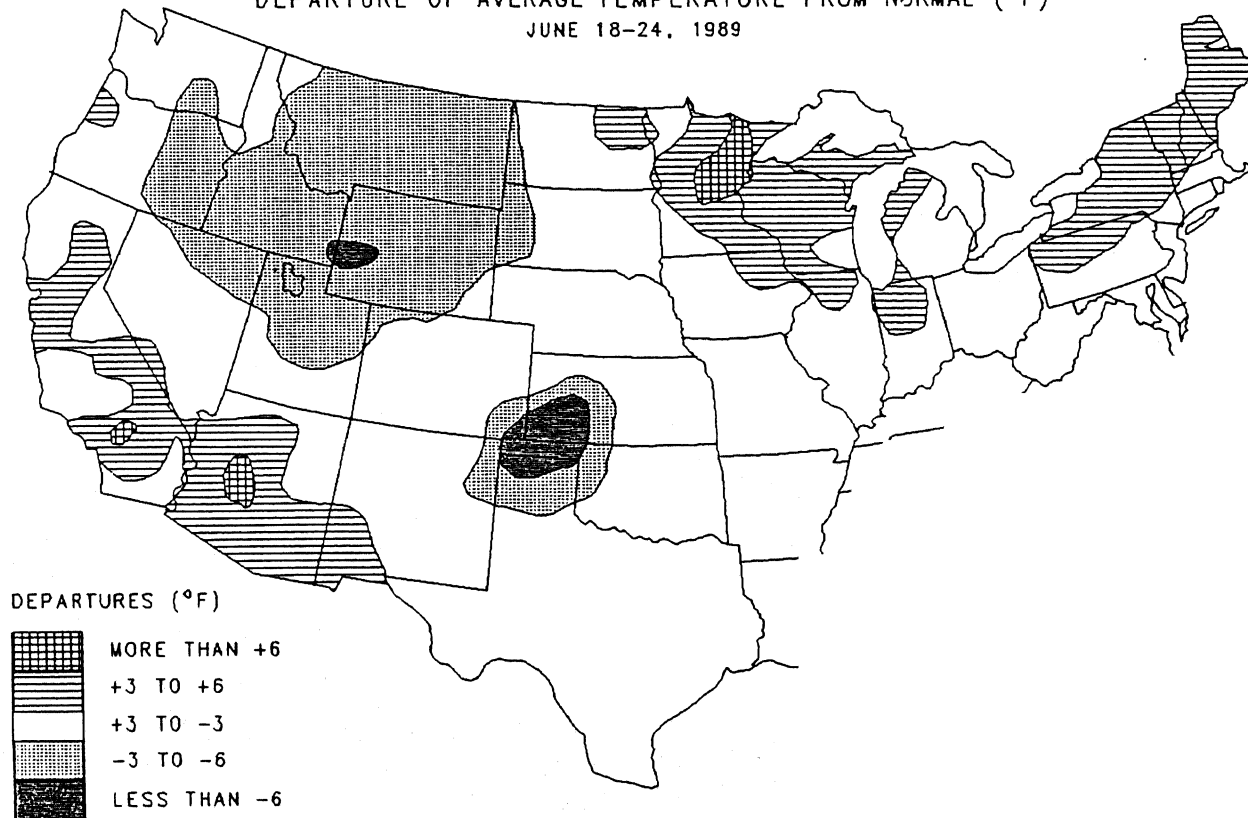 DEPARTURE OF AVERAGE TEMPERATURE FROM NORMAL (°F)
JUNE 18-24, 1989
DEPARTURES (°F)
MORE THAN +6
+3 TO +6
+3 TO -3
-3 TO -6
LESS THAN -6